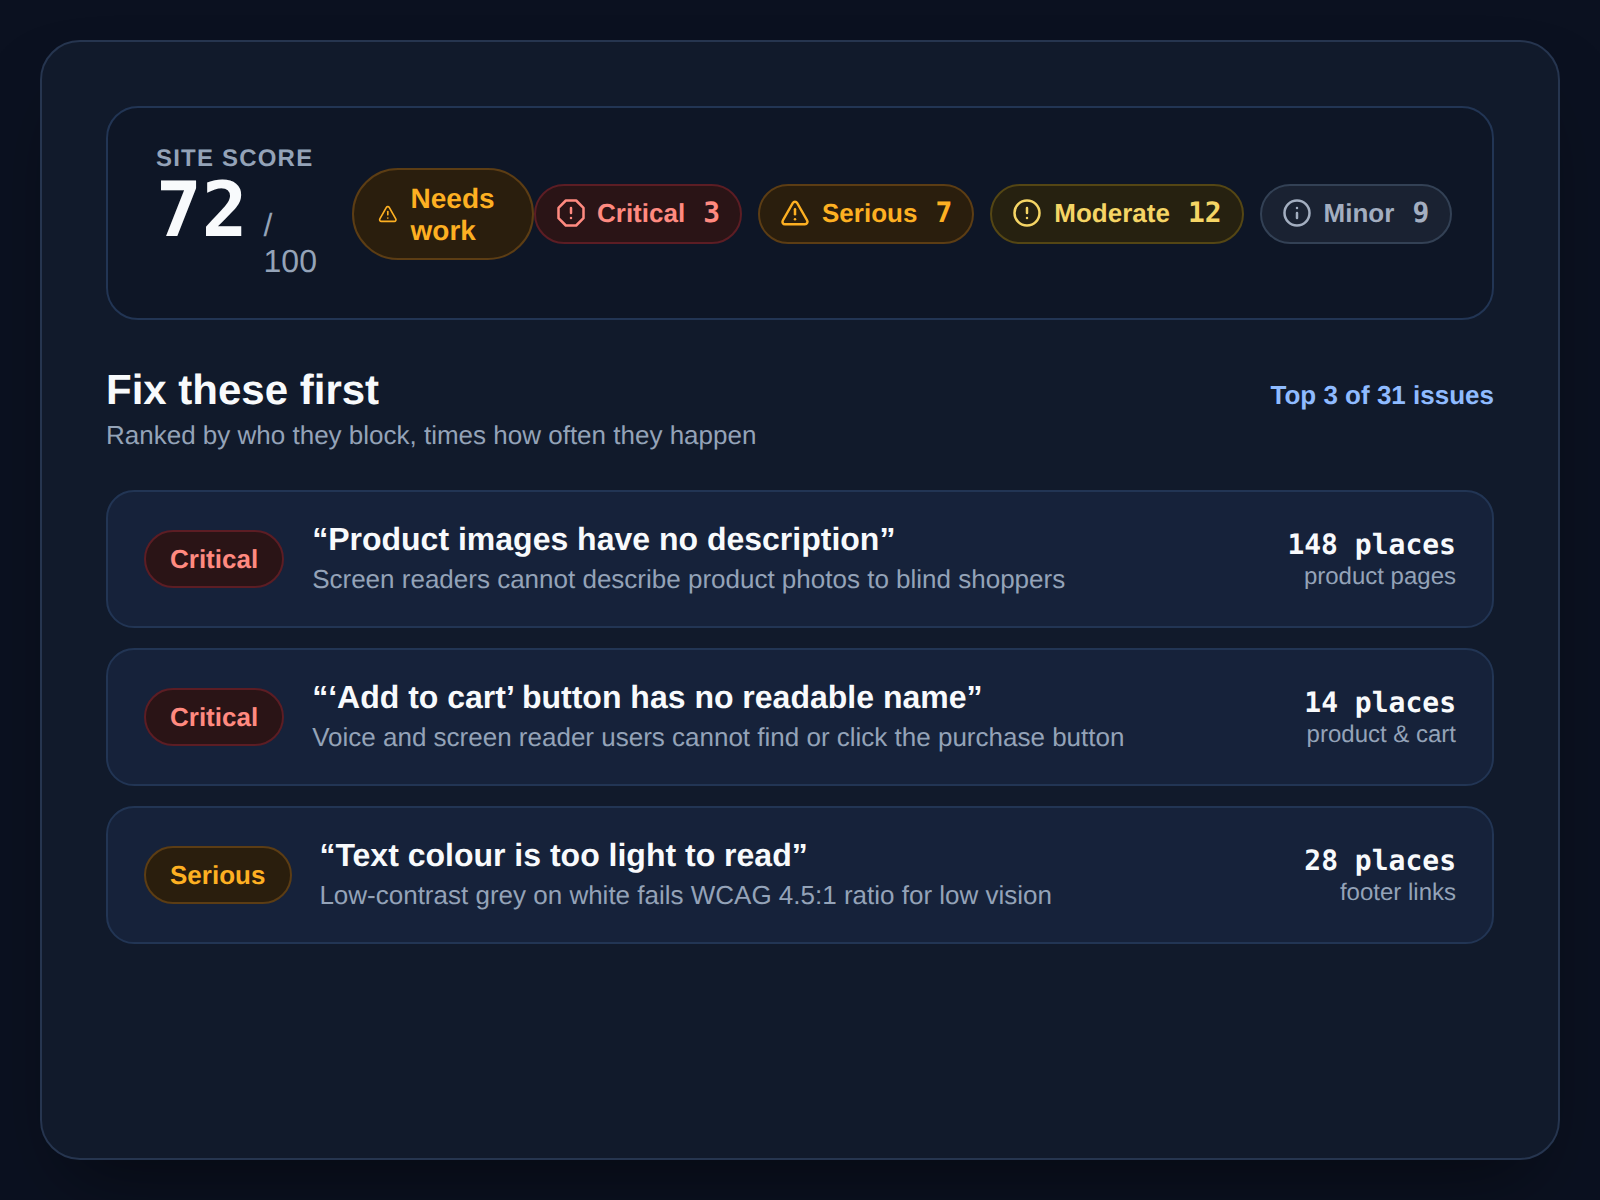 SITE SCORE
72 /
100
Needs
work
Critical 3
Serious 7
Moderate 12
Minor 9
Fix these first
Top 3 of 31 issues
Ranked by who they block, times how often they happen
Critical
“Product images have no description”
Screen readers cannot describe product photos to blind shoppers
148 places
product pages
Critical
“‘Add to cart’ button has no readable name”
Voice and screen reader users cannot find or click the purchase button
14 places
product & cart
Serious
“Text colour is too light to read”
Low-contrast grey on white fails WCAG 4.5:1 ratio for low vision
28 places
footer links